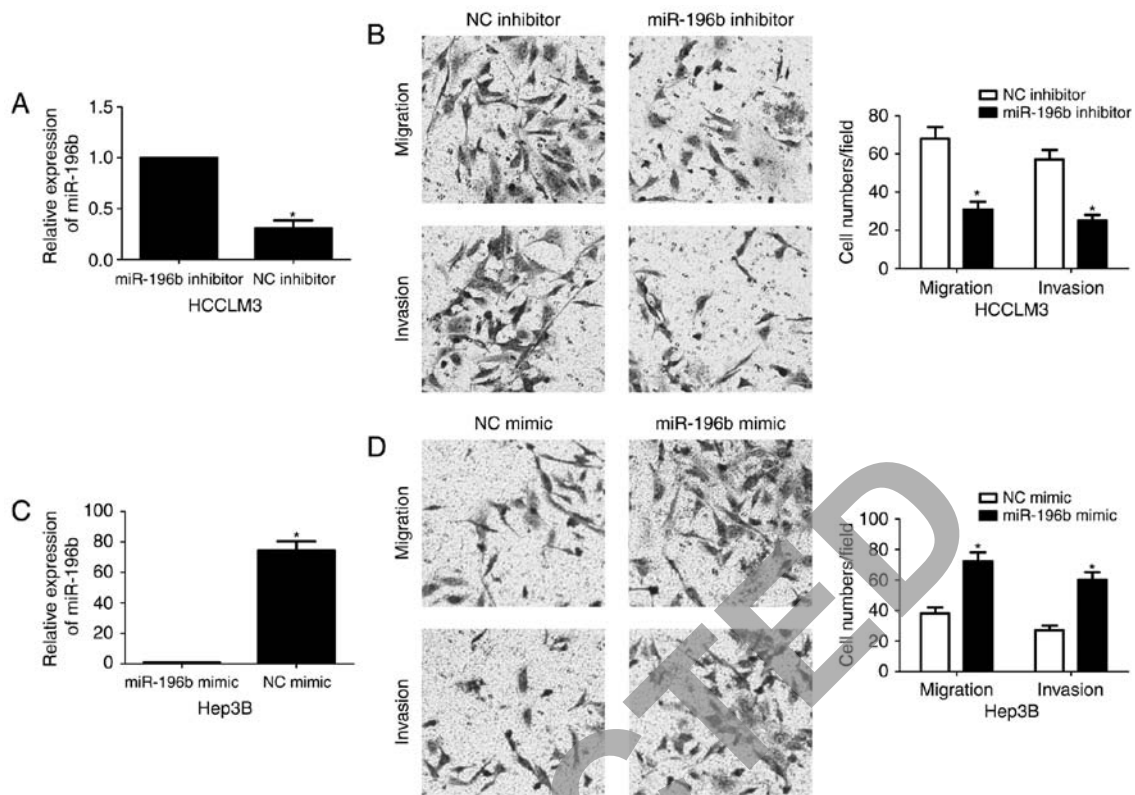 A
Relative expression
of miR-196b
1.5
1.0
0.5
0.0
*
miR-196b inhibitor NC inhibitor
HCCLM3
B
NC inhibitor miR-196b inhibitor
Migration
Invasion
NC inhibitor
miR-196b inhibitor
Cell numbers/field
80
60
40
20
0
* *
Migration Invasion
HCCLM3
C
Relative expression
of miR-196b
100
80
60
40
20
0
*
miR-196b mimic NC mimic
Hep3B
D
NC mimic miR-196b mimic
Migration
Invasion
NC mimic
miR-196b mimic
Cell numbers/field
100
80
60
40
20
0
* *
Migration Invasion
Hep3B
CTED